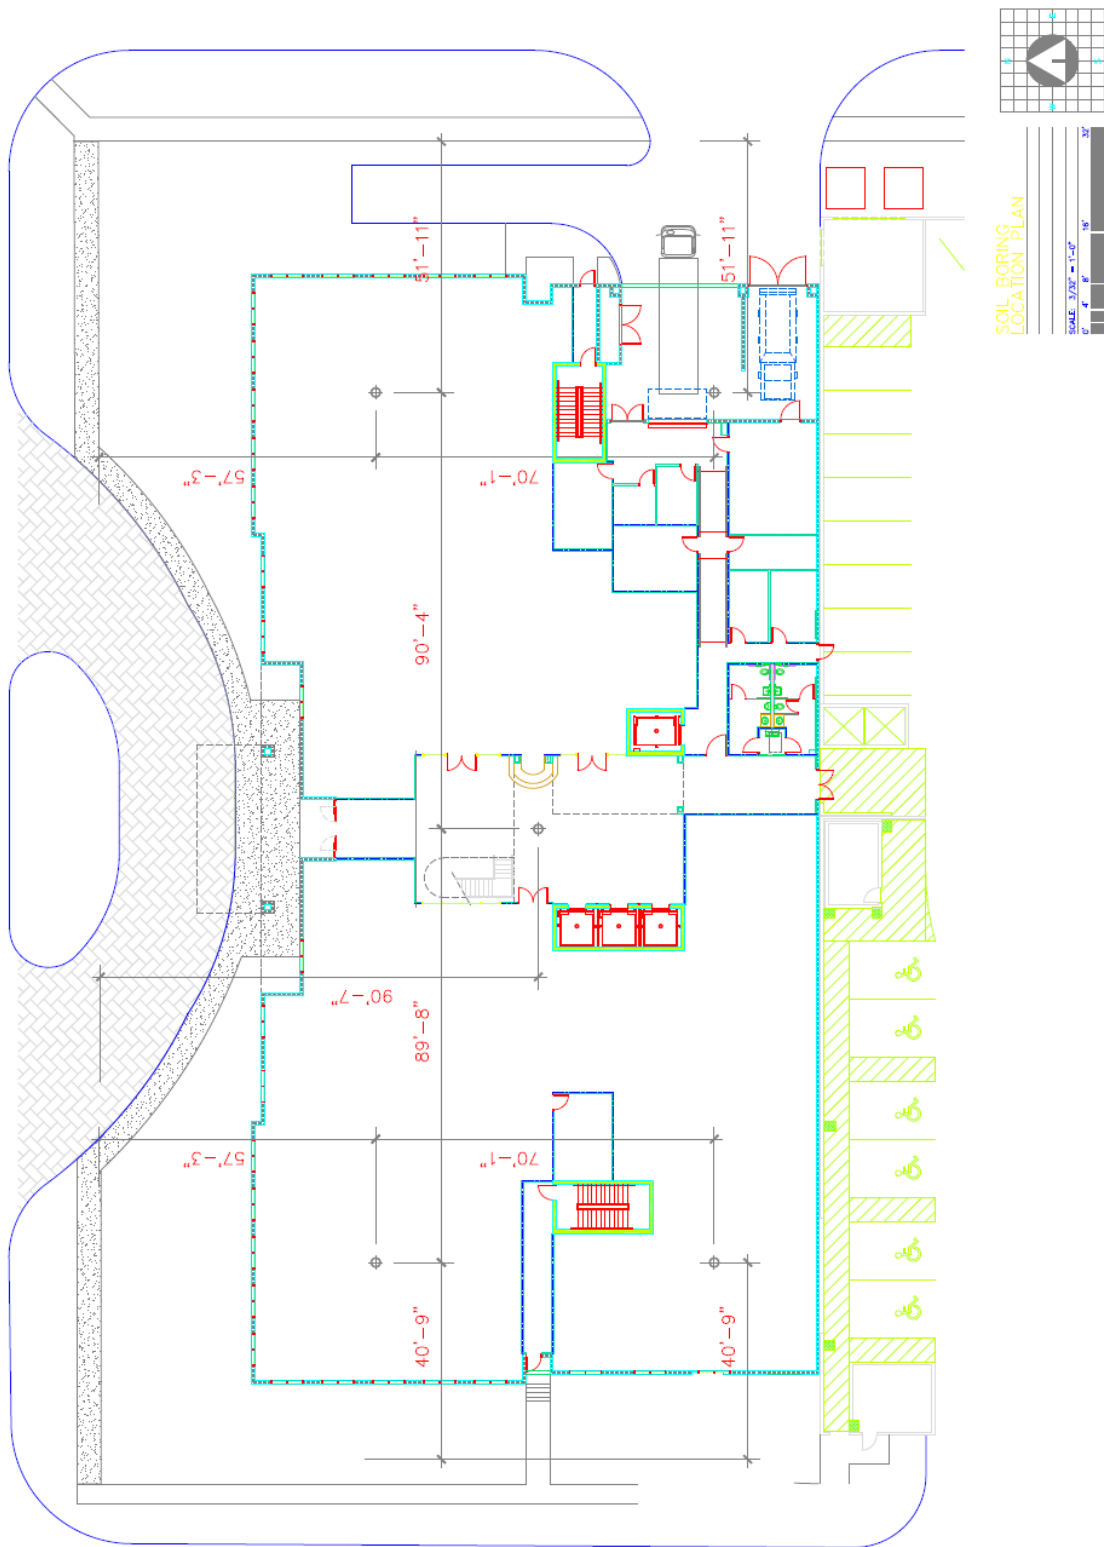 E
N
S
SOIL BORING
LOCATION PLAN
SCALE: 3/32" = 1'-0"
0' 4' 8' 16' 32'
51'-11"
51'-11"
57'-3"
70'-1"
90'-4"
90'-7"
89'-8"
57'-3"
70'-1"
40'-9"
40'-9"